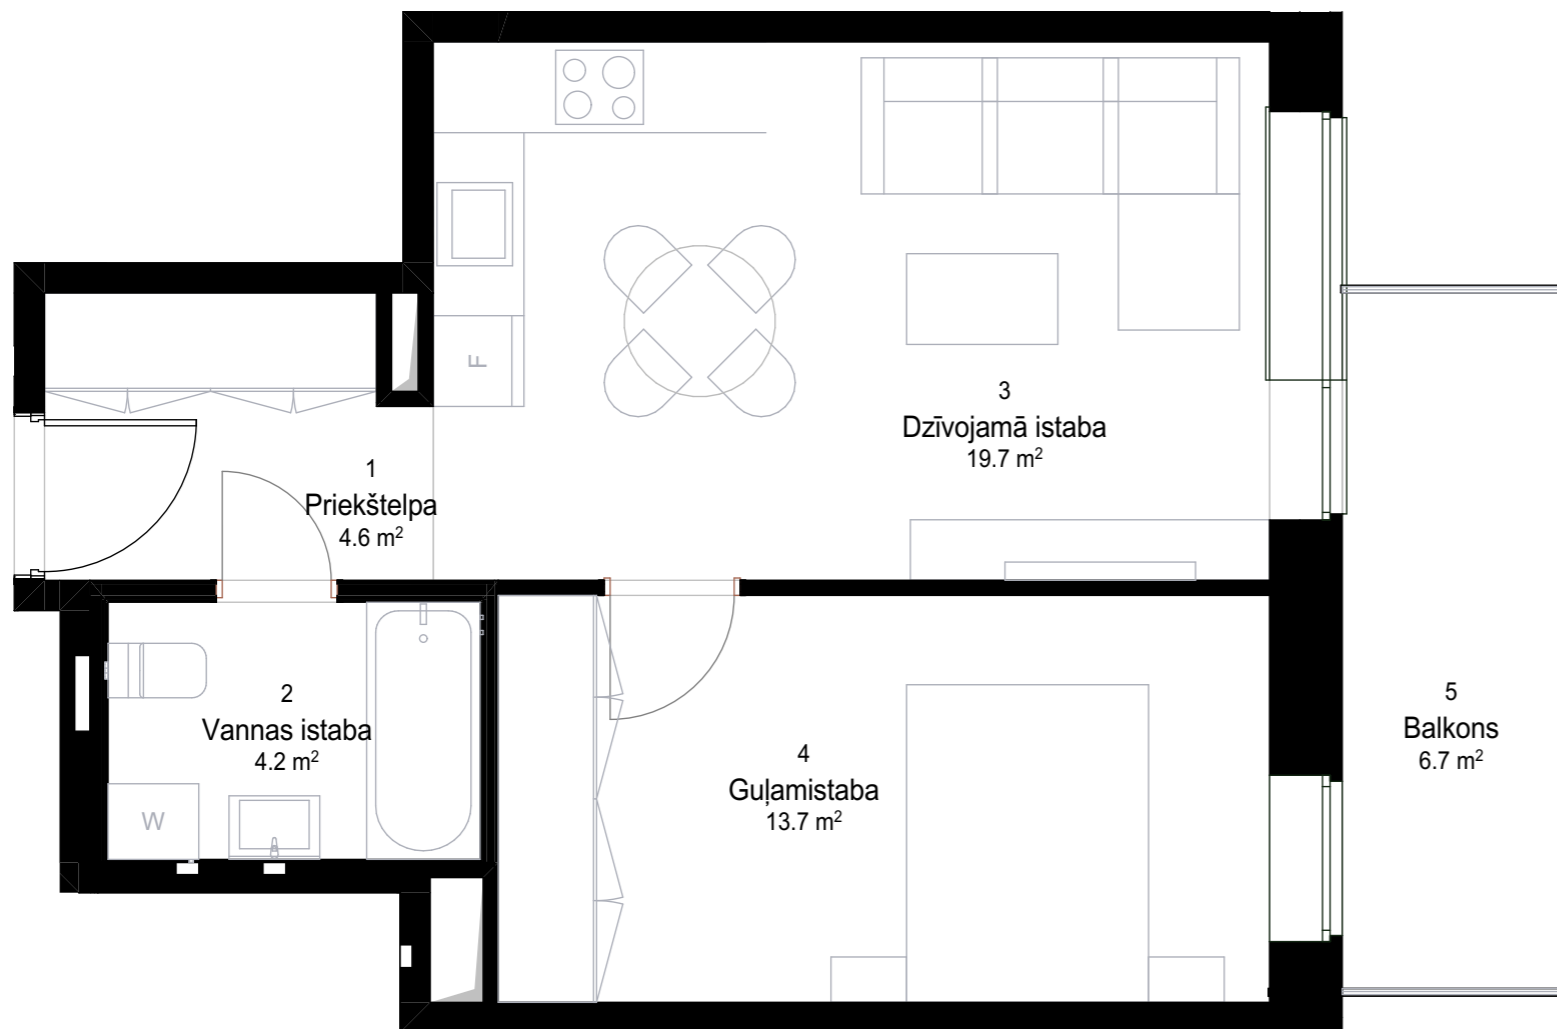 F
3
Dzīvojamā istaba
19.7 m²
1
Priekštelpa
4.6 m²
2
Vannas istaba
4.2 m²
W
4
Guļamistaba
13.7 m²
5
Balkons
6.7 m²